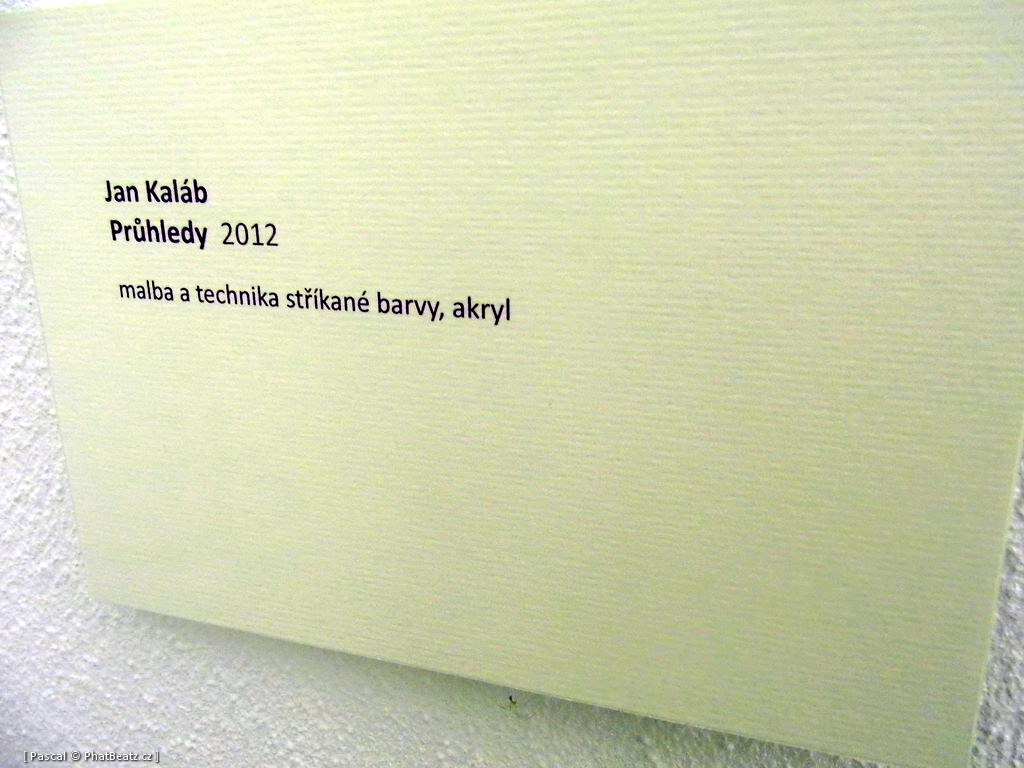 Jan Kaláb
Průhledy 2012
malba a technika stříkané barvy, akryl
[ Pascal © PhatBeatz.cz ]